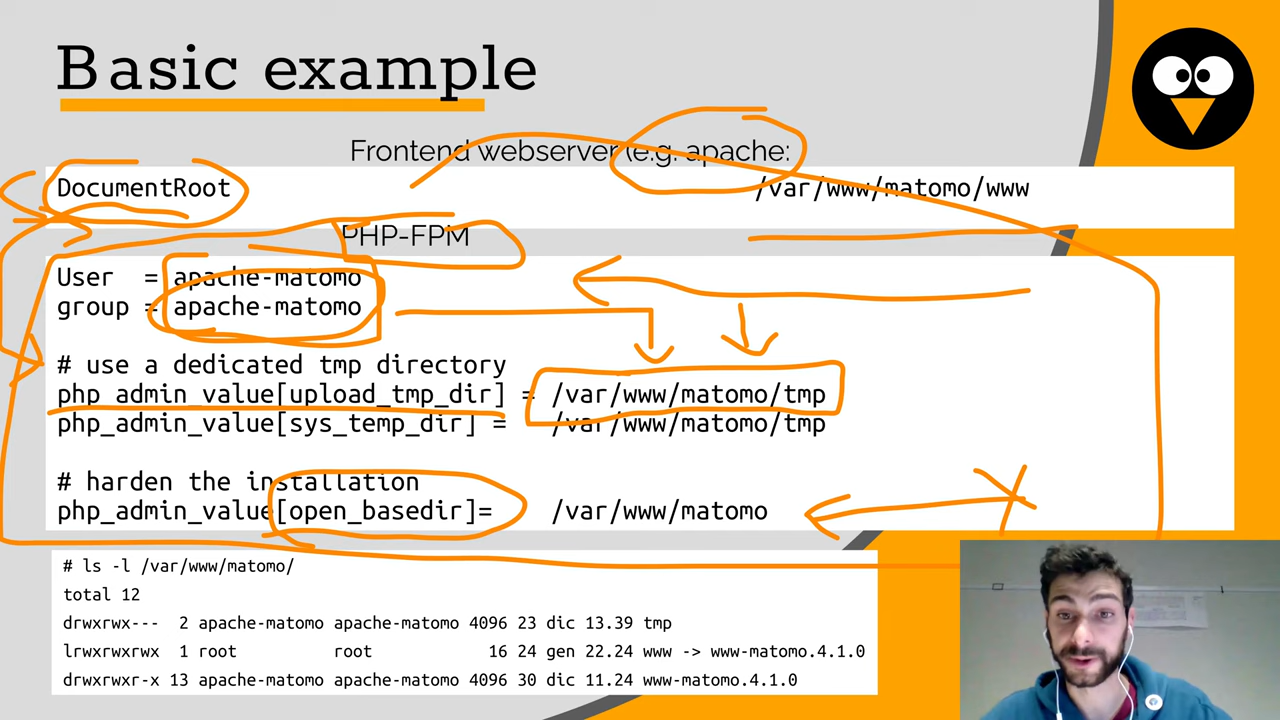 Basic example
Frontend webserver (e.g. apache:
DocumentRoot /var/www/matomo/www
PHP-FPM
User = apache-matomo
group = apache-matomo
# use a dedicated tmp directory
php_admin_value[upload_tmp_dir] = /var/www/matomo/tmp
php_admin_value[sys_temp_dir] = /var/www/matomo/tmp
# harden the installation
php_admin_value[open_basedir]= /var/www/matomo
# ls -l /var/www/matomo/
total 12
drwxrwx--- 2 apache-matomo apache-matomo 4096 23 dic 13.39 tmp
lrwxrwxrwx 1 root root 16 24 gen 22.24 www -> www-matomo.4.1.0
drwxrwxr-x 13 apache-matomo apache-matomo 4096 30 dic 11.24 www-matomo.4.1.0